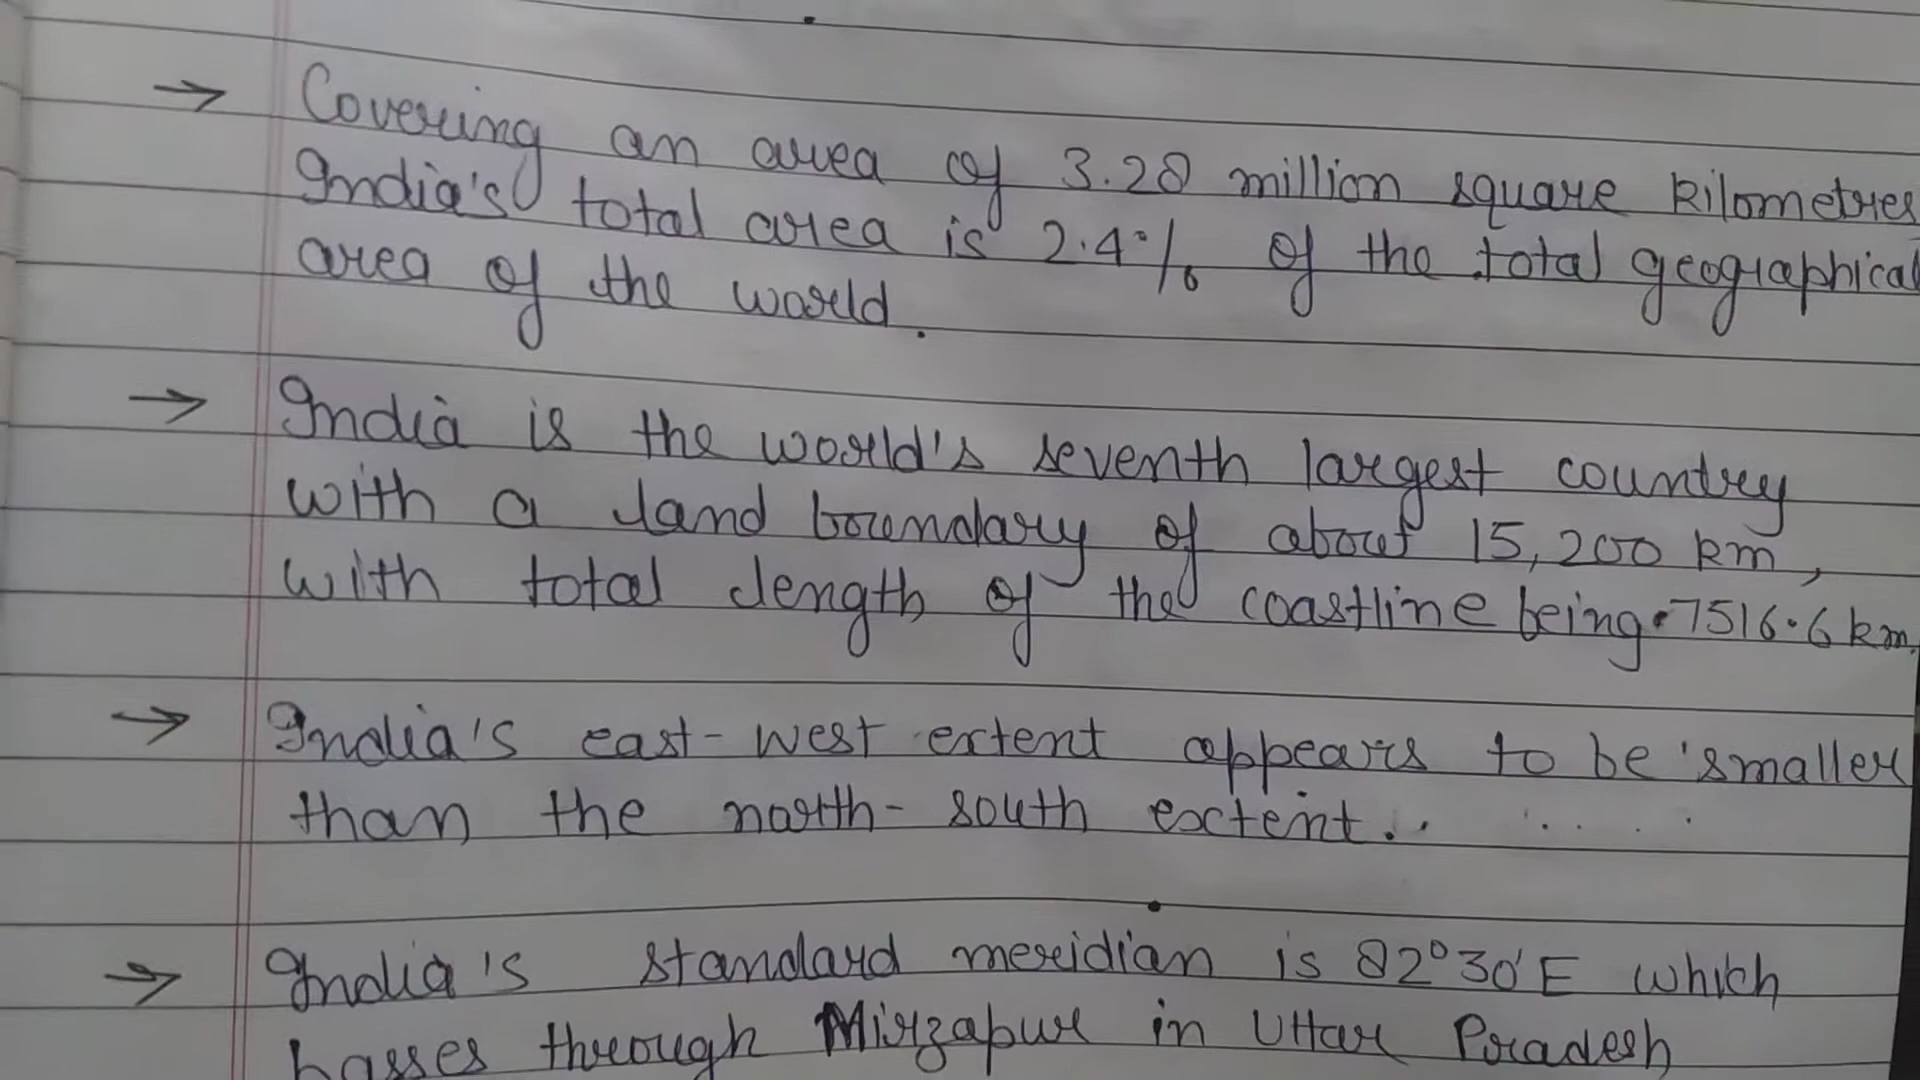 → Covering an area of 3.28 million square kilometres
India's total area is 2.4% of the total geographical
area of the world.
→ India is the world's seventh largest country
with a land boundary of about 15,200 km,
with total length of the coastline being 7516.6 km.
→ India's east-west extent appears to be smaller
than the north-south extent.
→ India's standard meridian is 82°30'E which
passes through Mirzapur in Uttar Pradesh